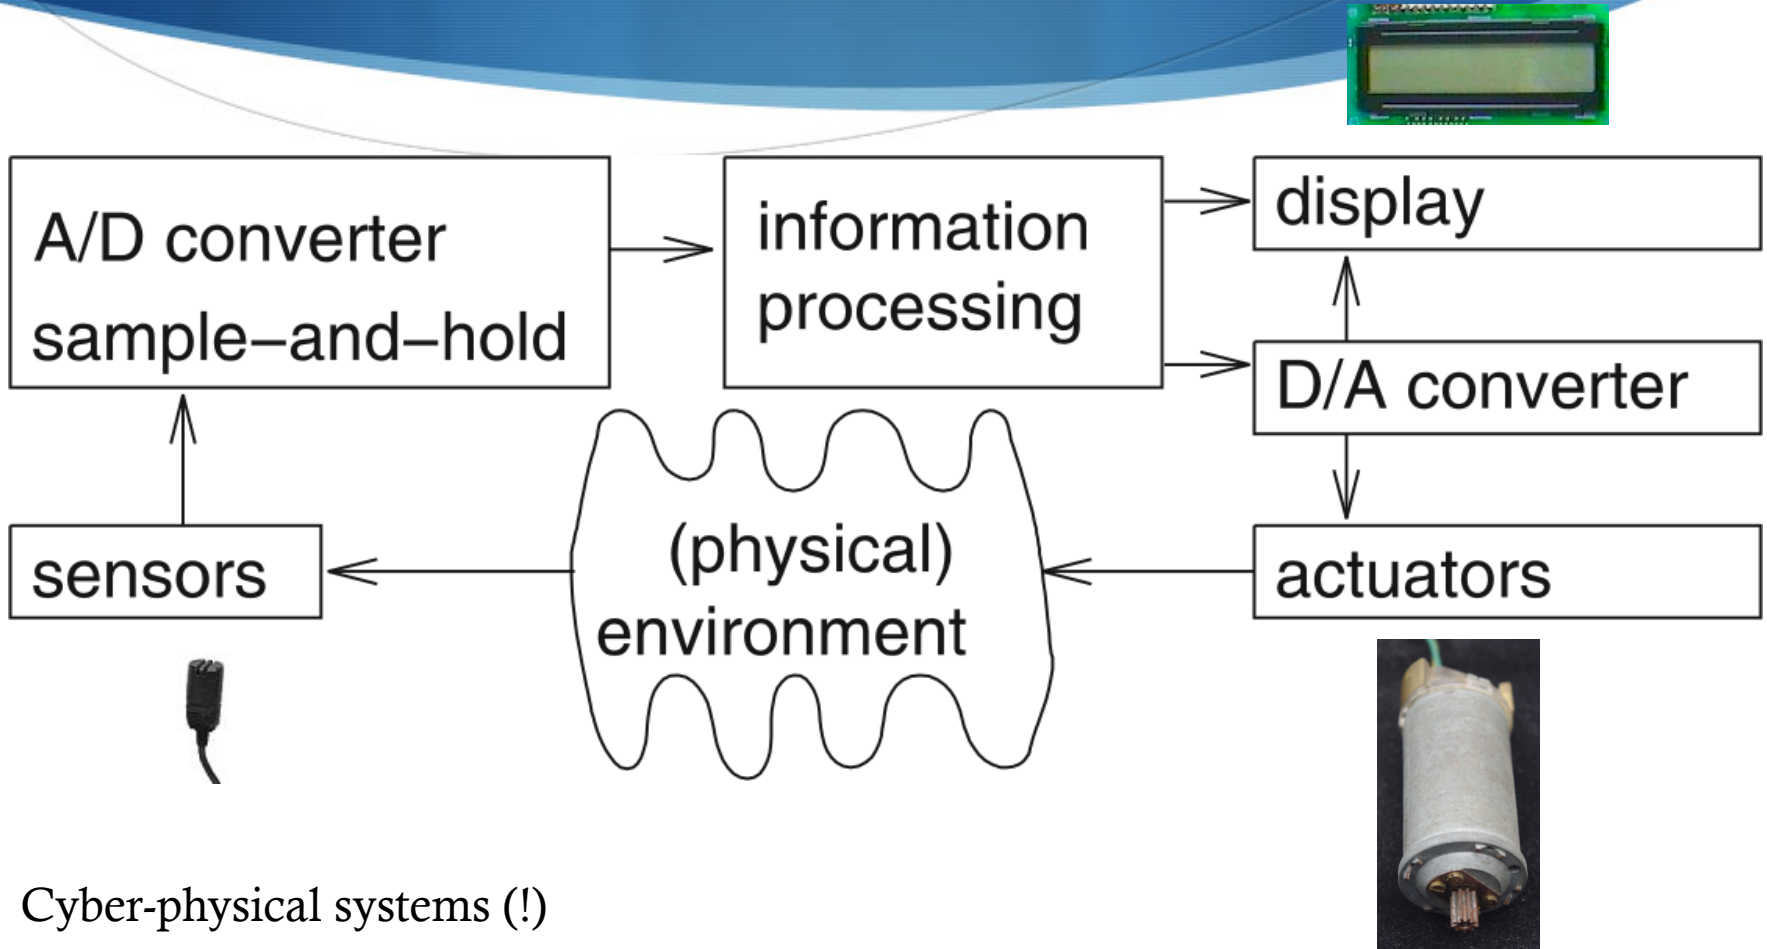 A/D converter
sample–and–hold
information
processing
display
D/A converter
actuators
(physical)
environment
sensors
Cyber-physical systems (!)